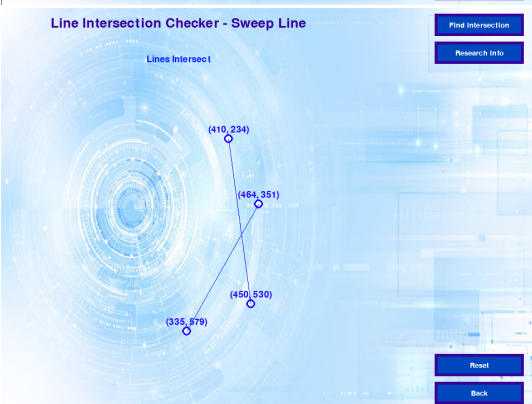 Line Intersection Checker - Sweep Line
Find Intersection
Research Info
Lines Intersect
(410, 234)
(464, 351)
(450, 530)
(335, 579)
Reset
Back